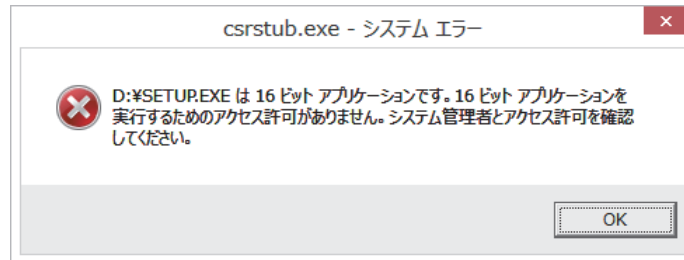 csrstub.exe - システム エラー
D:¥SETUP.EXE は 16 ビット アプリケーションです。16 ビット アプリケーションを
実行するためのアクセス許可がありません。システム管理者とアクセス許可を確認
してください。
OK